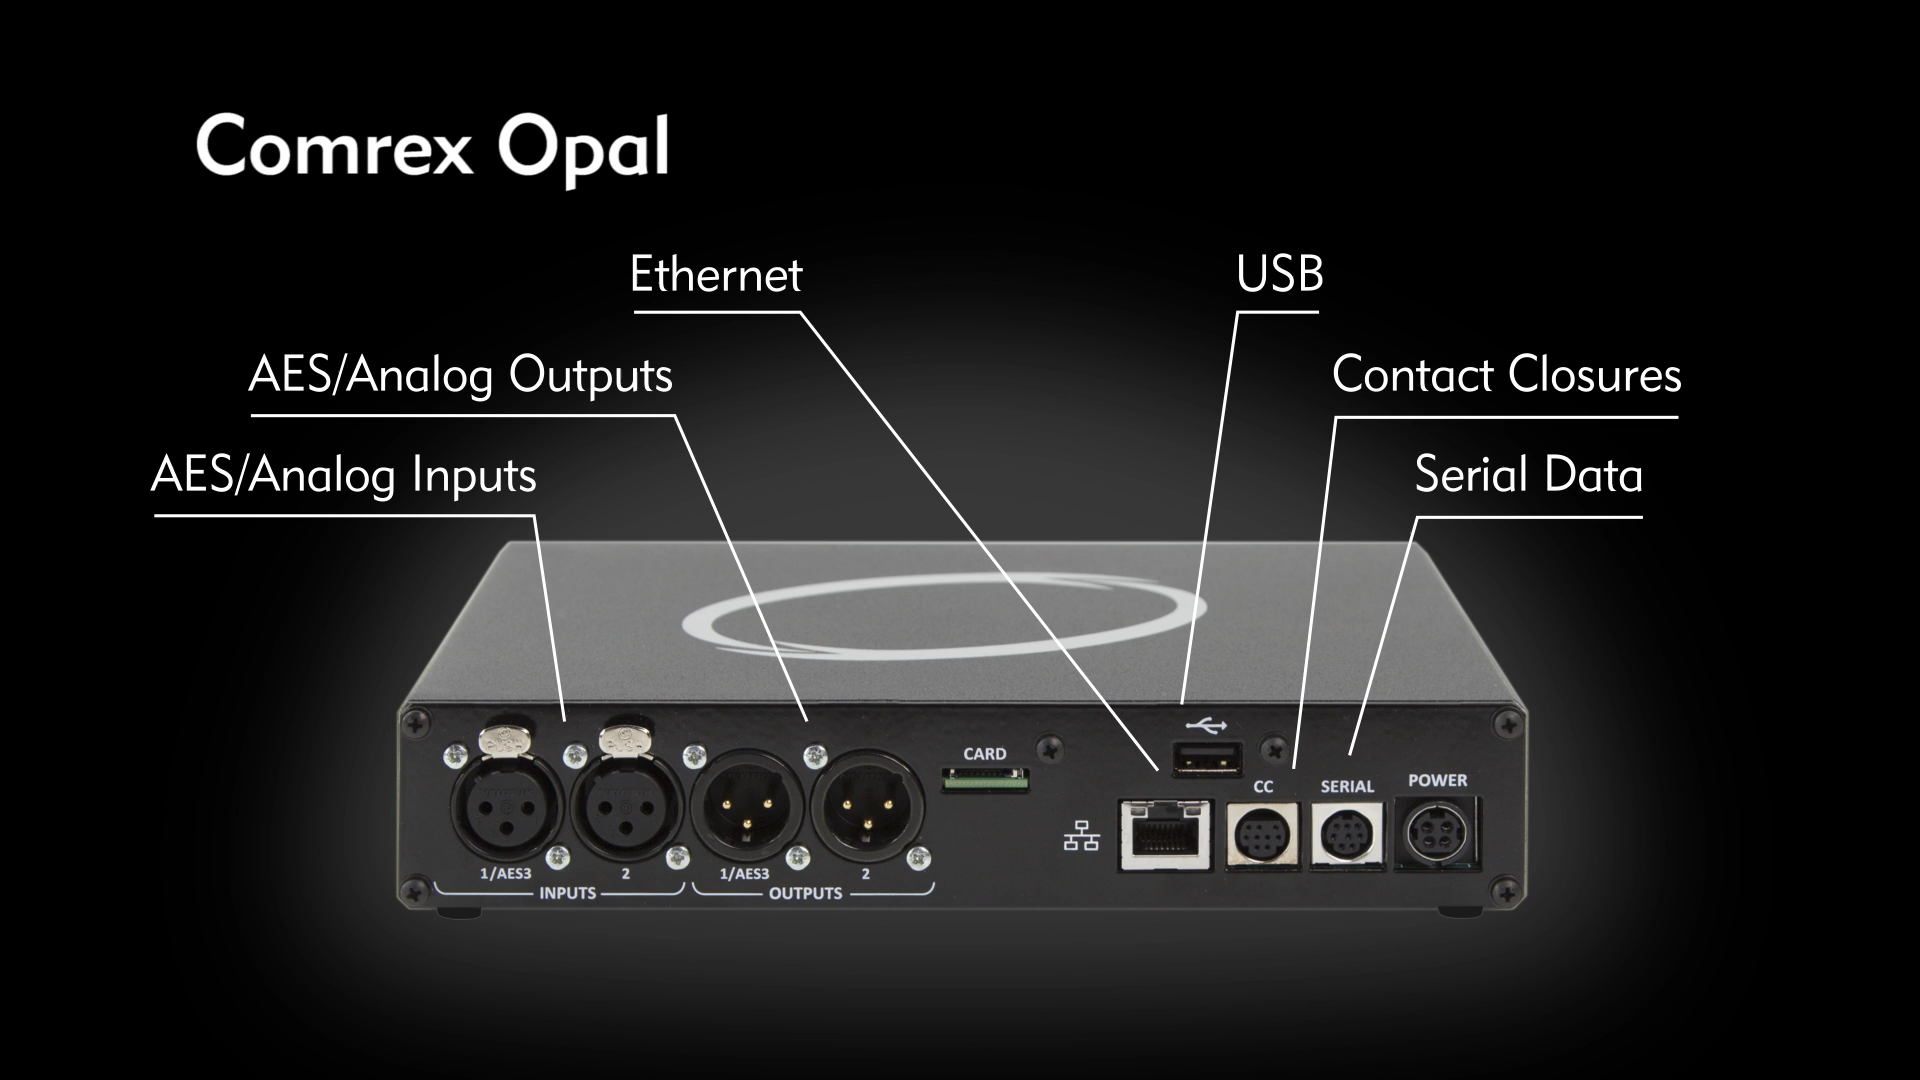 Comrex Opal
Ethernet
USB
AES/Analog Outputs
Contact Closures
AES/Analog Inputs
Serial Data
CARD
CC
SERIAL
POWER
1/AES3
2
1/AES3
2
INPUTS
OUTPUTS